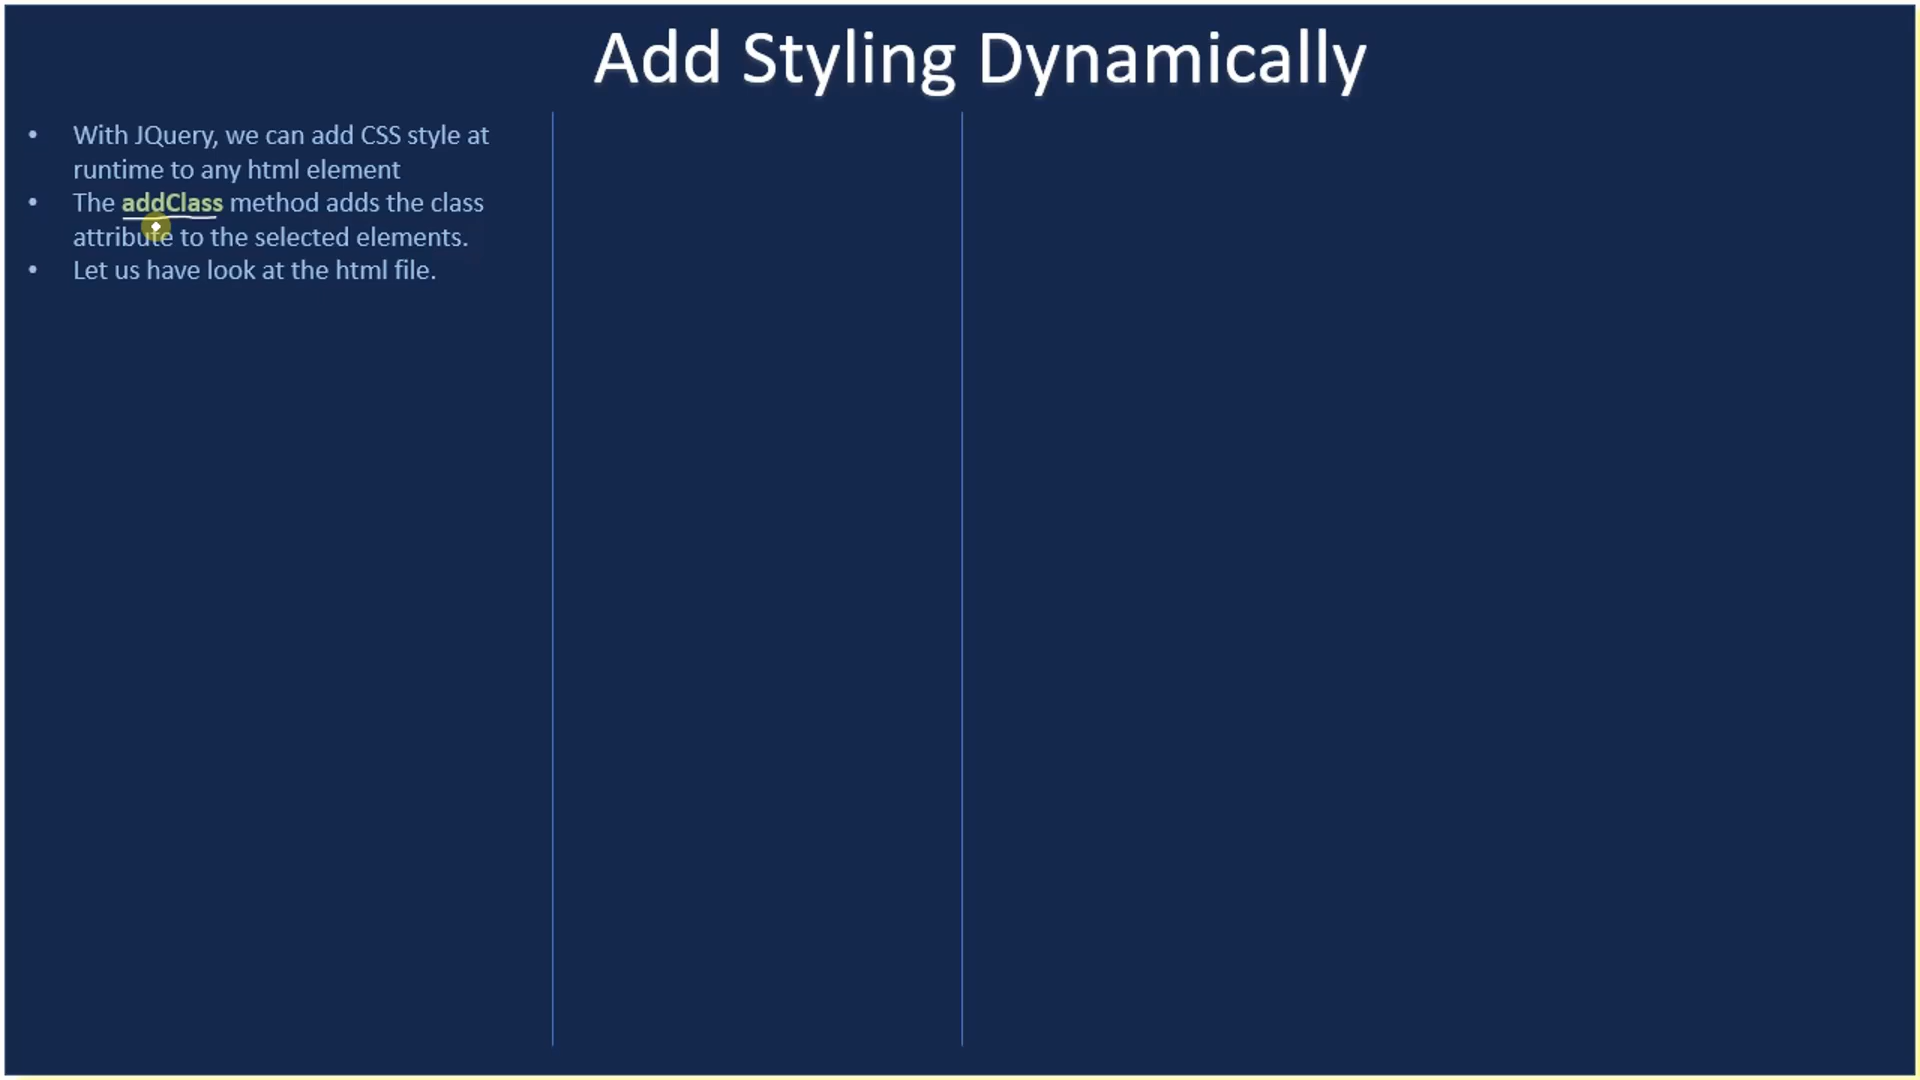 Add Styling Dynamically
• With JQuery, we can add CSS style at
runtime to any html element
• The addClass method adds the class
attribute to the selected elements.
• Let us have look at the html file.